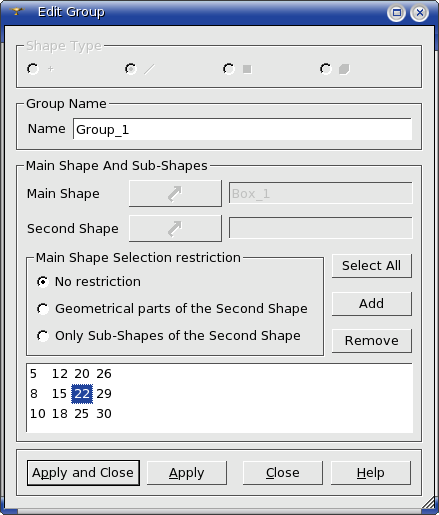 Edit Group
Shape Type
Group Name
Name Group_1
Main Shape And Sub-Shapes
Main Shape Box_1
Second Shape
Main Shape Selection restriction
No restriction
Geometrical parts of the Second Shape
Only Sub-Shapes of the Second Shape
Select All
Add
Remove
5 12 20 26
8 15 22 29
10 18 25 30
Apply and Close Apply Close Help